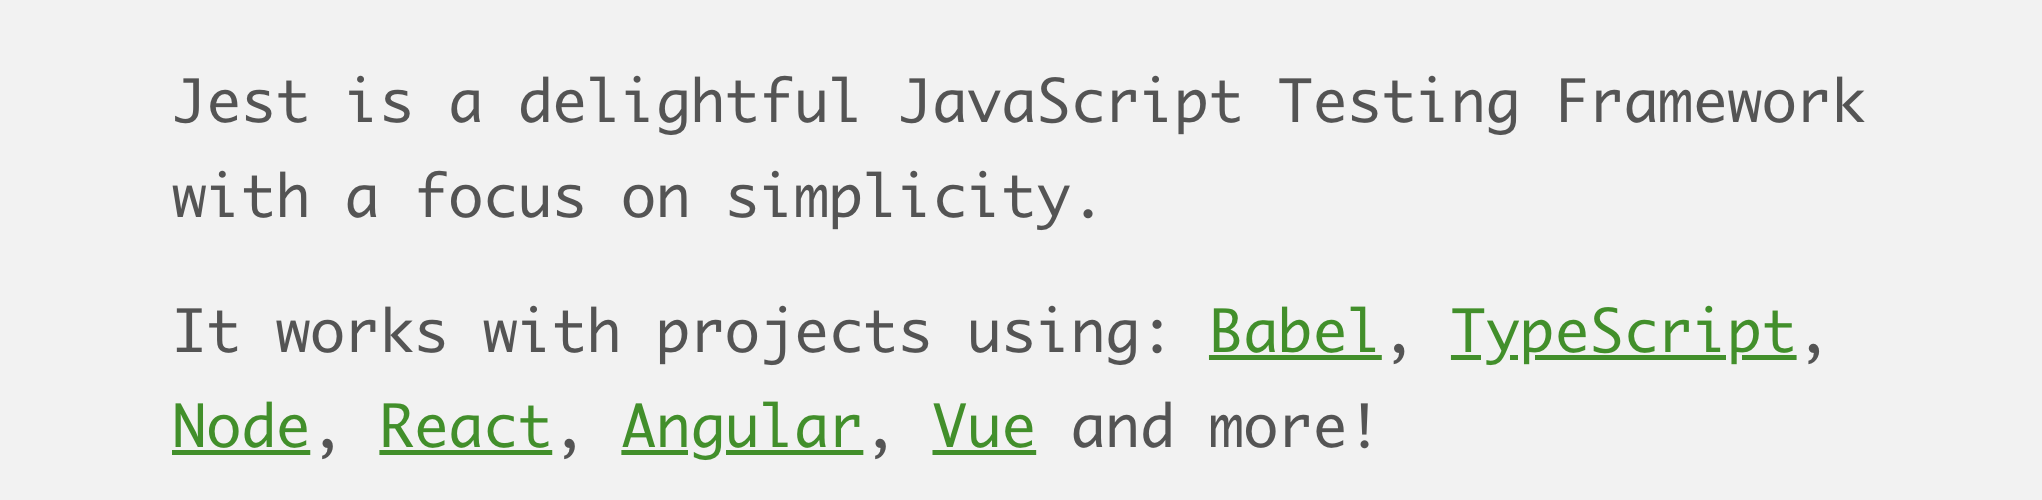 Jest is a delightful JavaScript Testing Framework
with a focus on simplicity.
It works with projects using: Babel, TypeScript,
Node, React, Angular, Vue and more!